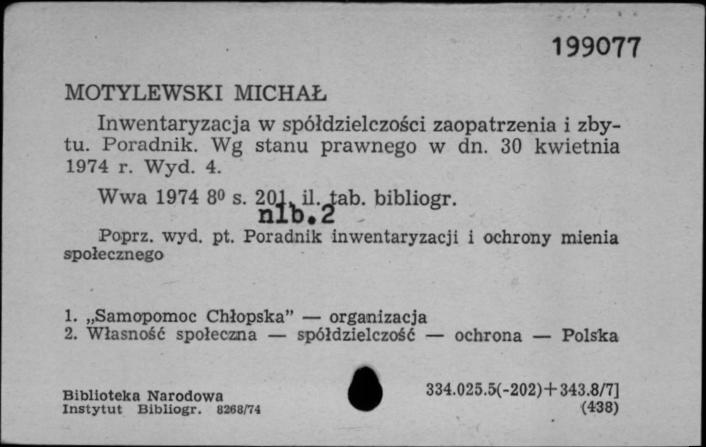 199077
MOTYLEWSKI MICHAŁ
Inwentaryzacja w spółdzielczości zaopatrzenia i zby-
tu. Poradnik. Wg stanu prawnego w dn. 30 kwietnia
1974 r. Wyd. 4.
Wwa 1974 8⁰ s. 201, il. tab. bibliogr.
nlb.2
Poprz. wyd. pt. Poradnik inwentaryzacji i ochrony mienia
społecznego
1. „Samopomoc Chłopska” — organizacja
2. Własność społeczna — spółdzielczość — ochrona — Polska
334.025.5(-202)+343.8/7]
Biblioteka Narodowa
Instytut Bibliogr. 8268/74
(438)